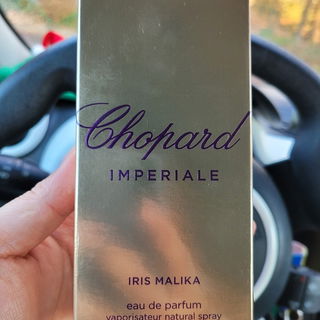 Chopard
IMPERIALE
IRIS MALIKA
eau de parfum
vaporisateur natural spray